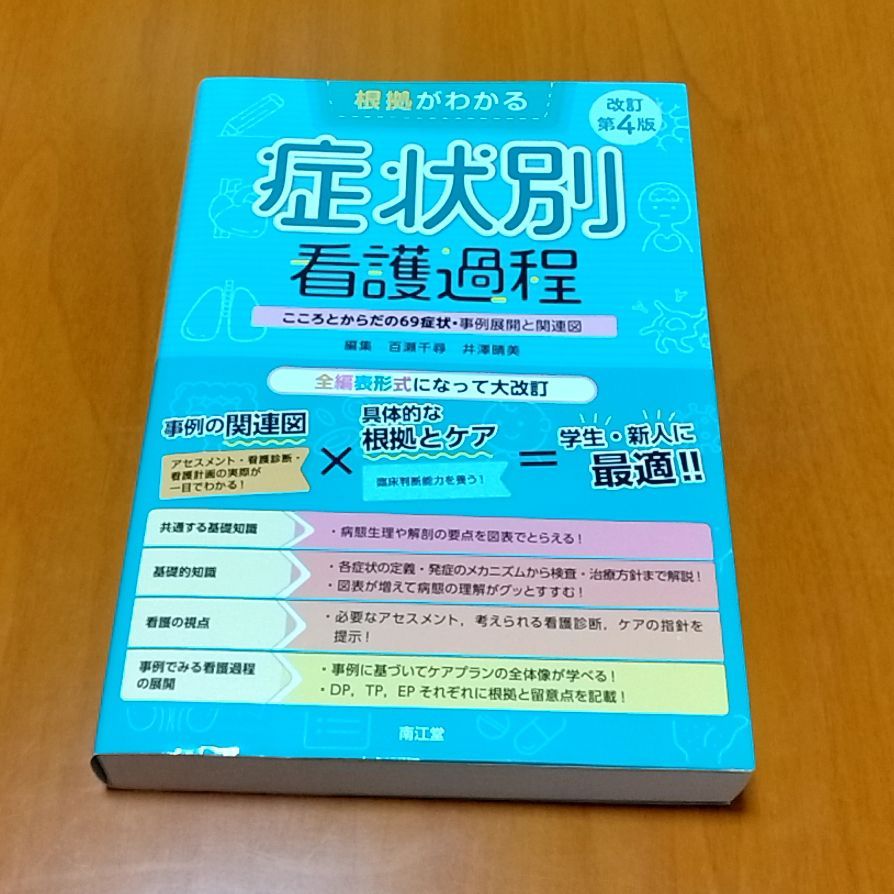 根拠がわかる
改訂
第4版
症状別
看護過程
こころとからだの69症状・事例展開と関連図
編集 百瀬千尋 井澤晴美
全編表形式になって大改訂
事例の関連図
アセスメント・看護診断・
看護計画の実際が
一目でわかる!
×
具体的な
根拠とケア
臨床判断能力を養う!
=
学生・新人に
最適!!
共通する基礎知識
・病態生理や解剖の要点を図表でとらえる!
基礎的知識
・各症状の定義・発症のメカニズムから検査・治療方針まで解説!
・図表が増えて病態の理解がグッとすすむ!
看護の視点
・必要なアセスメント,考えられる看護診断,ケアの指針を
提示!
事例でみる看護過程
の展開
・事例に基づいてケアプランの全体像が学べる!
・DP,TP,EPそれぞれに根拠と留意点を記載!
南江堂